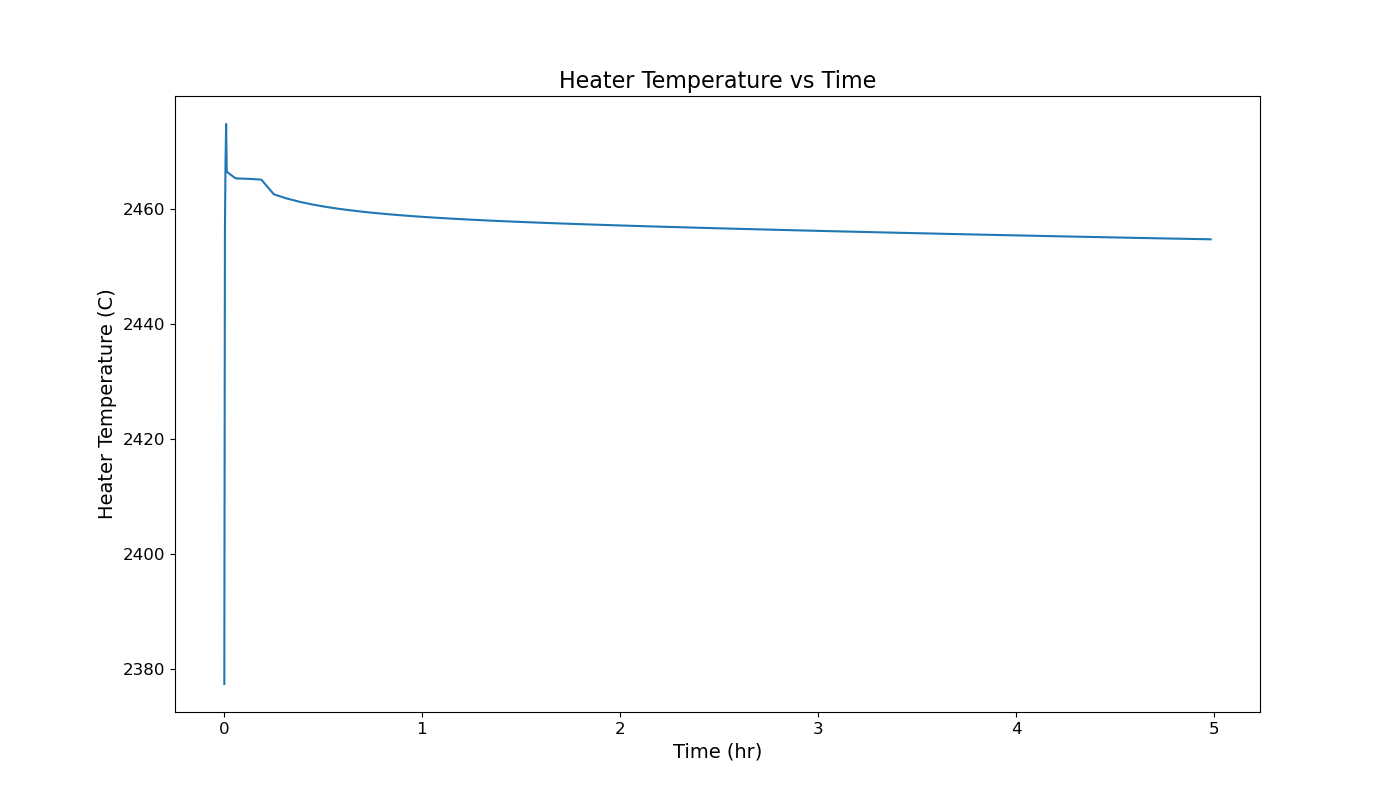 Heater Temperature vs Time
Heater Temperature (C)
2460
2440
2420
2400
2380
0 1 2 3 4 5
Time (hr)